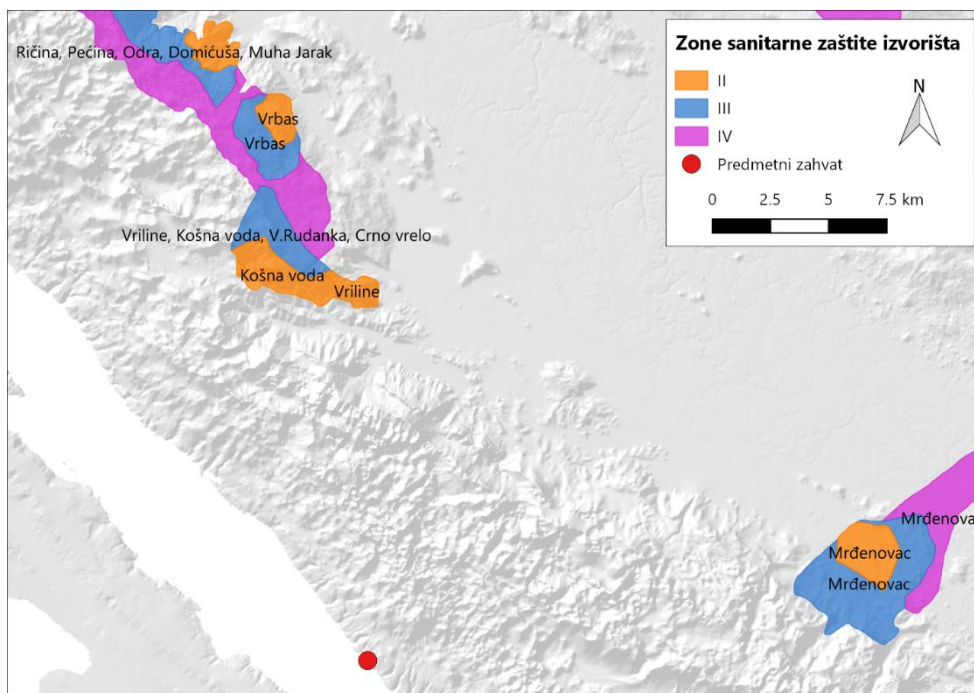 Ričina, Pećina, Odra, Domićuša, Muha Jarak
Vrbas
Vrbas
Vriline, Košna voda, V.Rudanka, Crno vrelo
Košna voda
Vriline
Zone sanitarne zaštite izvorišta
II
III
IV
Predmetni zahvat
N
0 2.5 5 7.5 km
Mrđenova
Mrđenovac
Mrđenovac